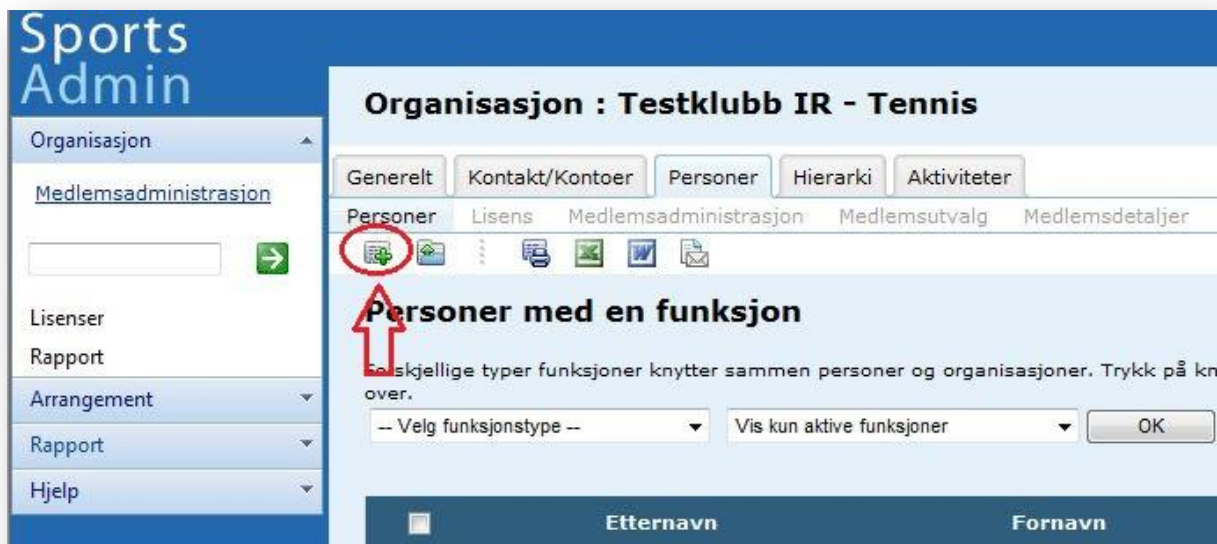 Sports
Admin
Organisasjon
Medlemsadministrasjon
Lisenser
Rapport
Arrangement
Rapport
Hjelp
Organisasjon : Testklubb IR - Tennis
Generelt Kontakt/Kontoer Personer Hierarki Aktiviteter
Personer Lisens Medlemsadministrasjon Medlemsutvalg Medlemsdetaljer
Personer med en funksjon
Forskjellige typer funksjoner knytter sammen personer og organisasjoner. Trykk på kn
over.
-- Velg funksjonstype -- Vis kun aktive funksjoner OK
Etternavn Fornavn